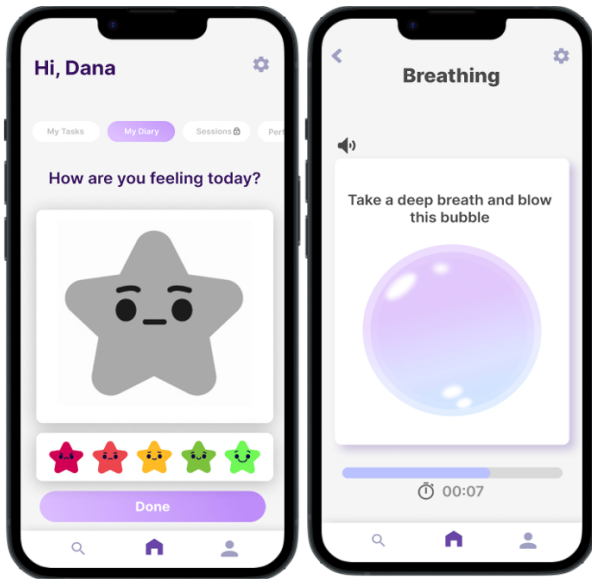 Hi, Dana
My Tasks
My Diary
Sessions
How are you feeling today?
Done
Breathing
Take a deep breath and blow
this bubble
00:07